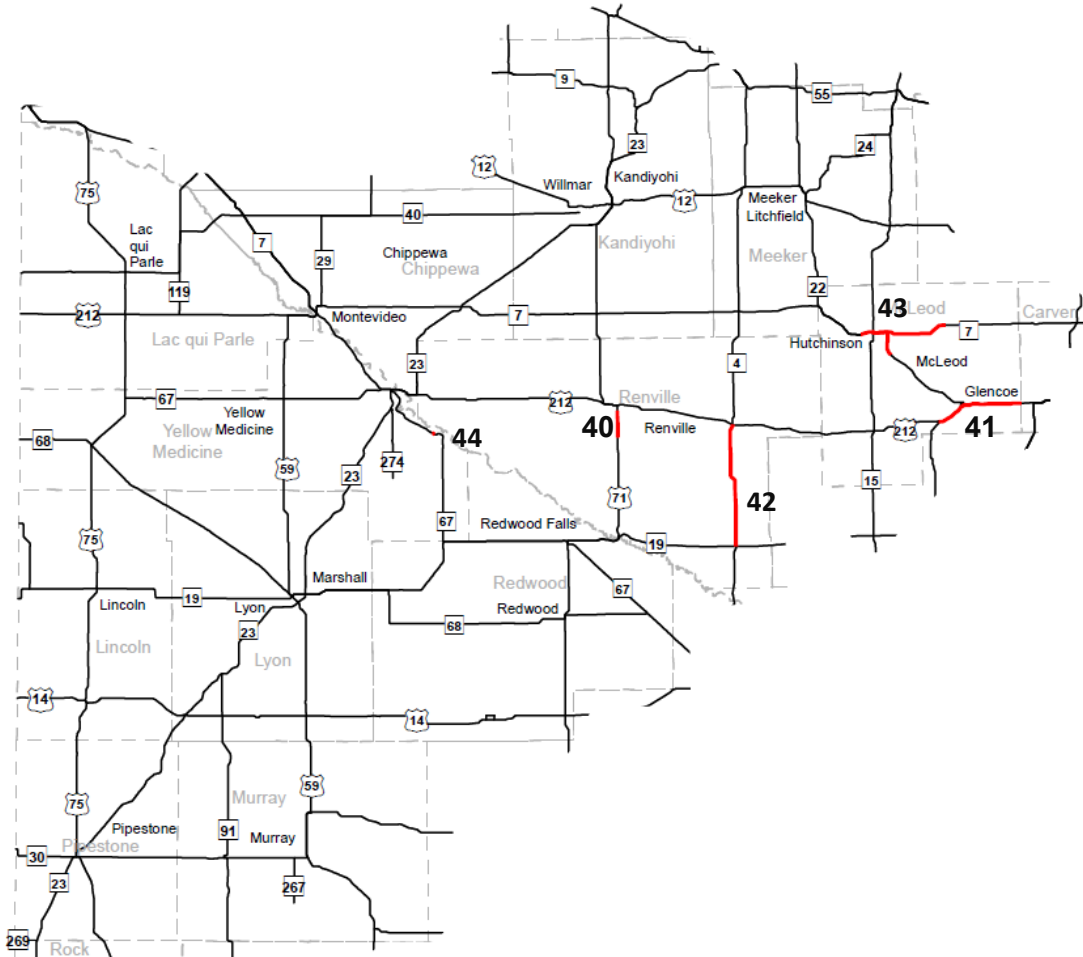 9
55
23
24
12
Willmar
Kandiyohi
75
12
Meeker
Litchfield
40
Lac
qui
Parle
7
Chippewa
Chippewa
Kandiyohi
Meeker
29
119
22
212
Montevideo
7
43
Leod
Carver
7
Lac qui Parle
Hutchinson
23
4
McLeod
67
212
Renville
Glencoe
Yellow
Medicine
40
Renville
212
41
68
Yellow
Medicine
44
59
23
274
15
71
42
67
Redwood Falls
75
19
Marshall
Redwood
67
19
Lincoln
Lyon
Redwood
23
68
Lincoln
Lyon
14
14
59
75
Murray
Pipestone
91
Murray
Pipestone
30
23
267
269
Rock